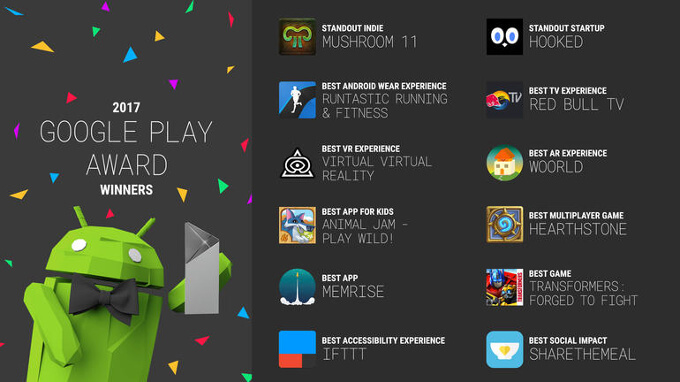 2017
GOOGLE PLAY
AWARD
WINNERS
STANDOUT INDIE
MUSHROOM 11
BEST ANDROID WEAR EXPERIENCE
RUNTASTIC RUNNING
& FITNESS
BEST VR EXPERIENCE
VIRTUAL VIRTUAL
REALITY
BEST APP FOR KIDS
ANIMAL JAM –
PLAY WILD!
BEST APP
MEMRISE
BEST ACCESSIBILITY EXPERIENCE
IFTTT
STANDOUT STARTUP
HOOKED
BEST TV EXPERIENCE
TV
RED BULL TV
BEST AR EXPERIENCE
WOORLD
BEST MULTIPLAYER GAME
HEARTHSTONE
BEST GAME
TRANSFORMERS:
FORGED TO FIGHT
BEST SOCIAL IMPACT
SHARETHEMEAL